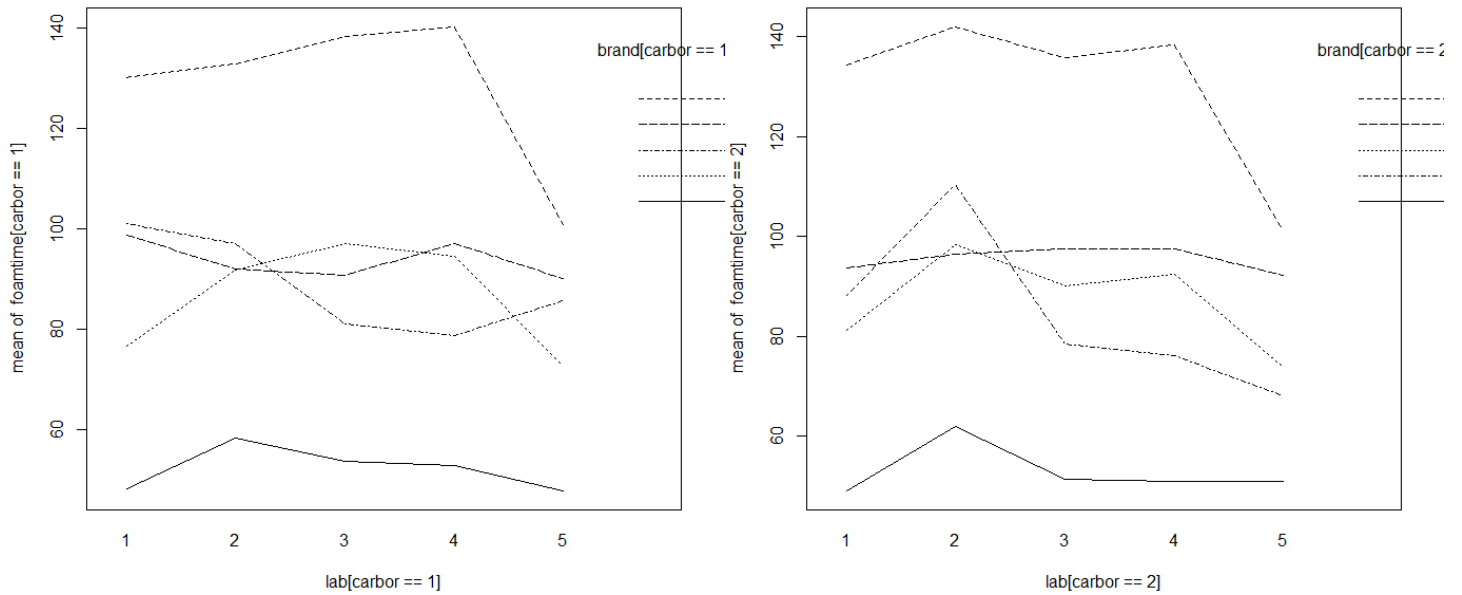 mean of foamtime[carbor == 1]
140
120
100
80
60
brand[carbor == 1
1 2 3 4 5
lab[carbor == 1]
mean of foamtime[carbor == 2]
140
120
100
80
60
brand[carbor == 2
1 2 3 4 5
lab[carbor == 2]